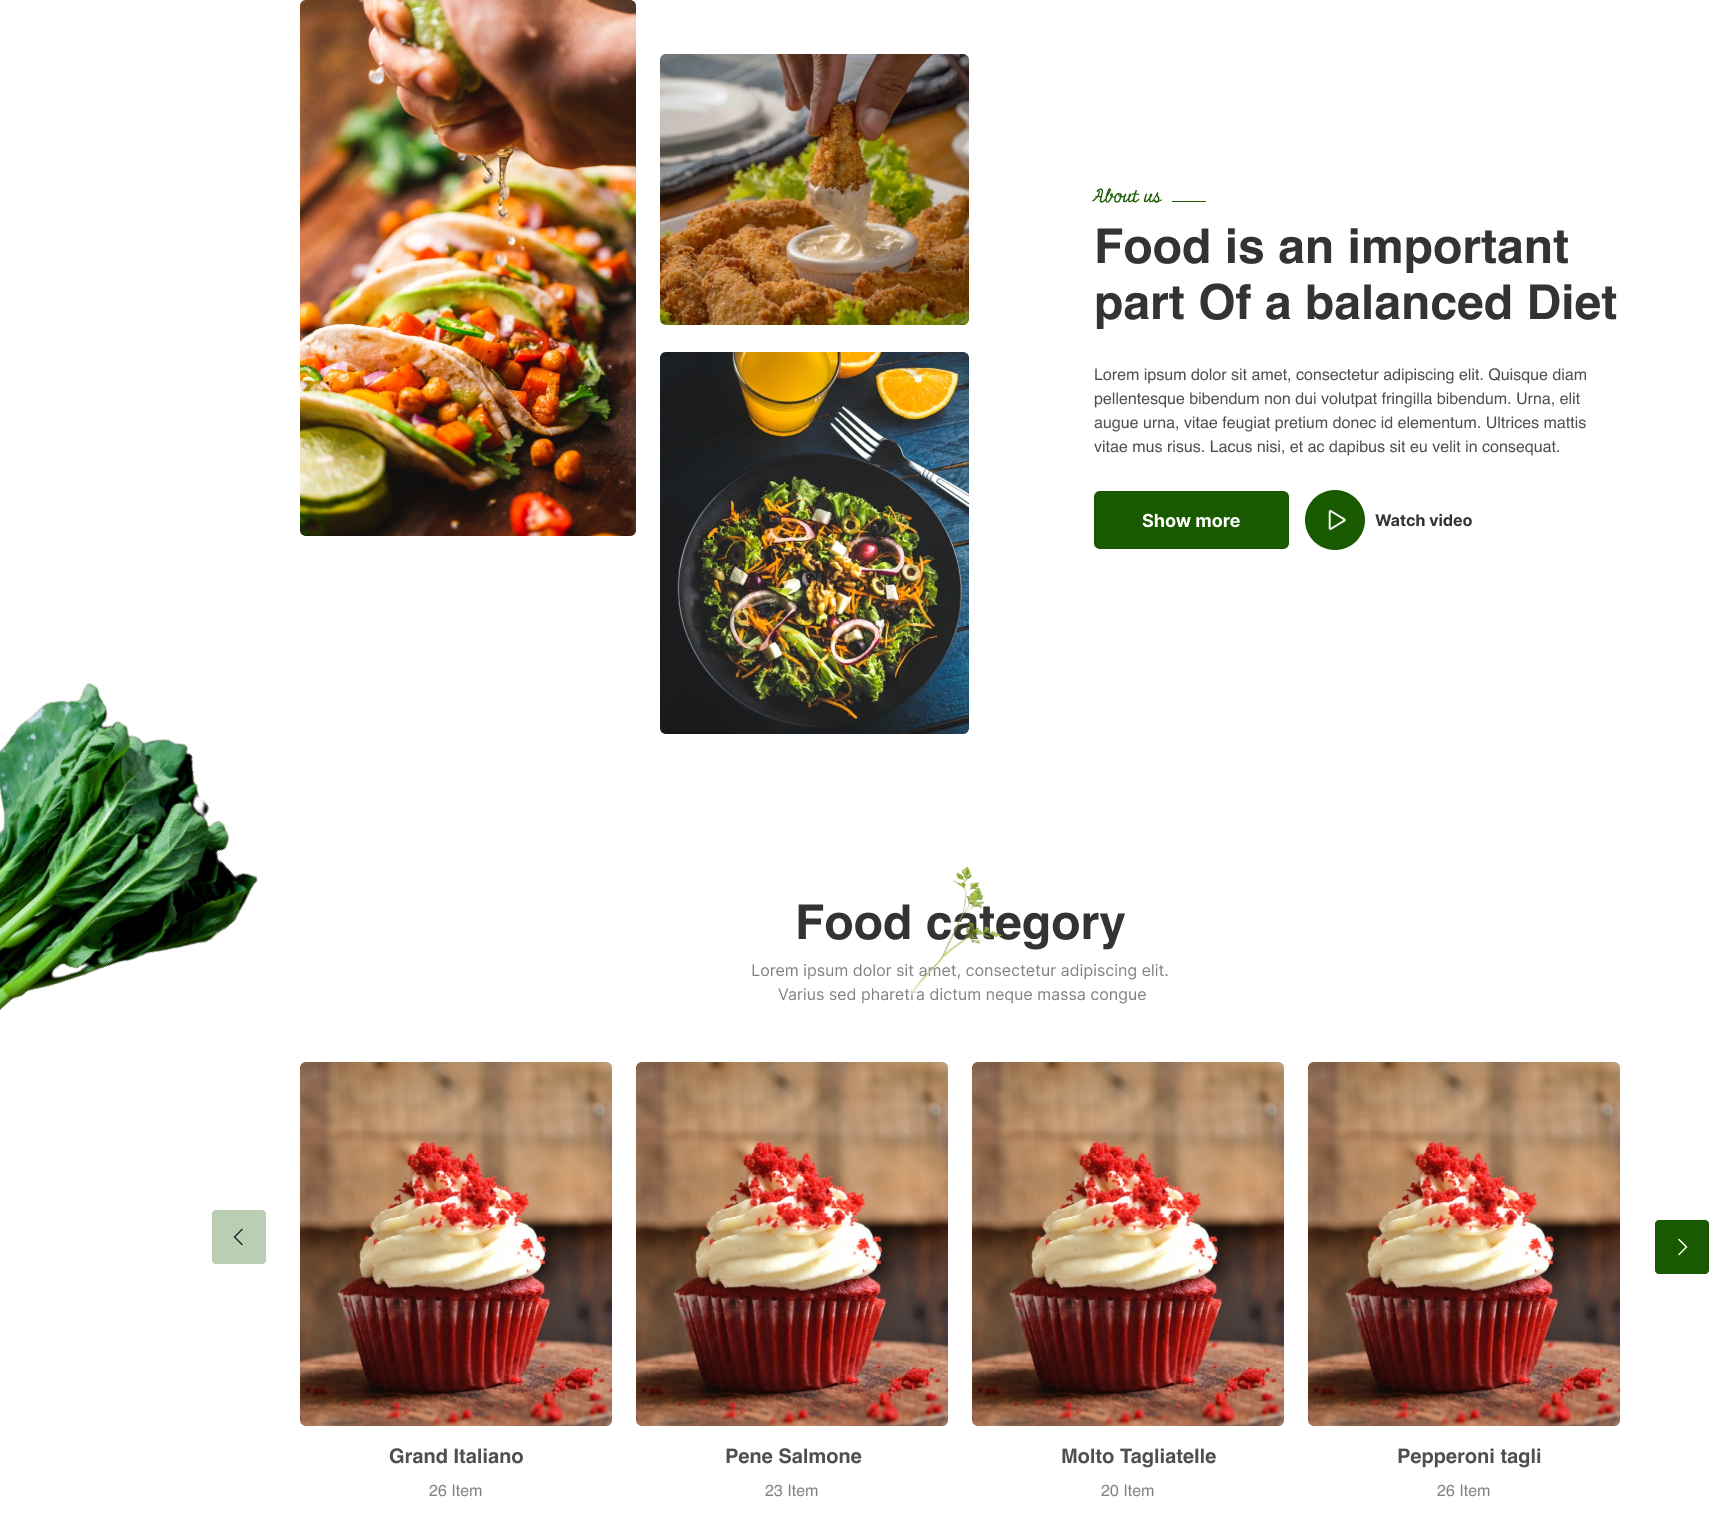 About us
Food is an important
part Of a balanced Diet
Lorem ipsum dolor sit amet, consectetur adipiscing elit. Quisque diam
pellentesque bibendum non dui volutpat fringilla bibendum. Urna, elit
augue urna, vitae feugiat pretium donec id elementum. Ultrices mattis
vitae mus risus. Lacus nisi, et ac dapibus sit eu velit in consequat.
Show more
Watch video
Food category
Lorem ipsum dolor sit amet, consectetur adipiscing elit.
Varius sed pharetra dictum neque massa congue
Grand Italiano
26 Item
Pene Salmone
23 Item
Molto Tagliatelle
20 Item
Pepperoni tagli
26 Item